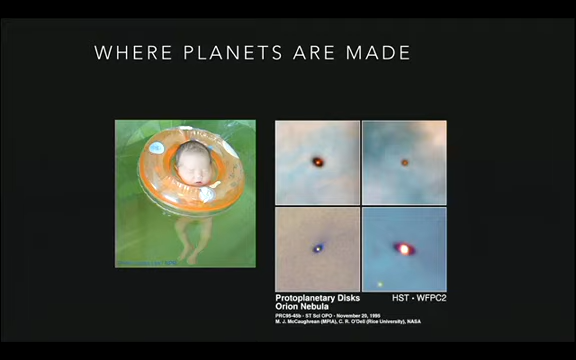 WHERE PLANETS ARE MADE
Protoplanetary Disks HST · WFPC2
Orion Nebula
PRC95-45b · ST ScI OPO · November 20, 1995
M. J. McCaughrean (MPIA), C. R. O'Dell (Rice University), NASA